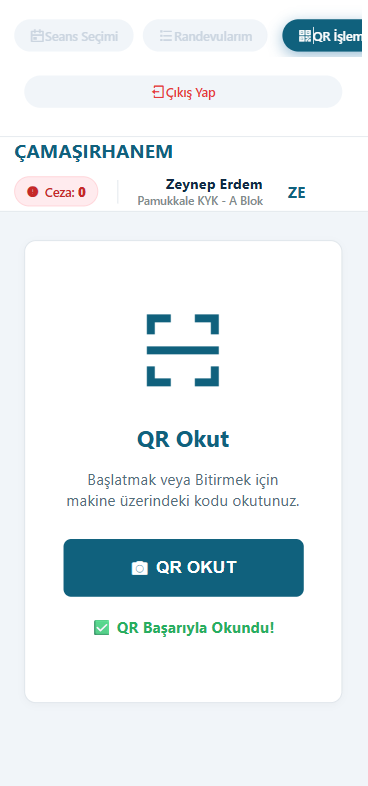 Seans Seçimi
Randevularım
QR İşlem
Çıkış Yap
ÇAMAŞIRHANEM
Ceza: 0
Zeynep Erdem
Pamukkale KYK - A Blok
ZE
QR Okut
Başlatmak veya Bitirmek için
makine üzerindeki kodu okutunuz.
QR OKUT
QR Başarıyla Okundu!